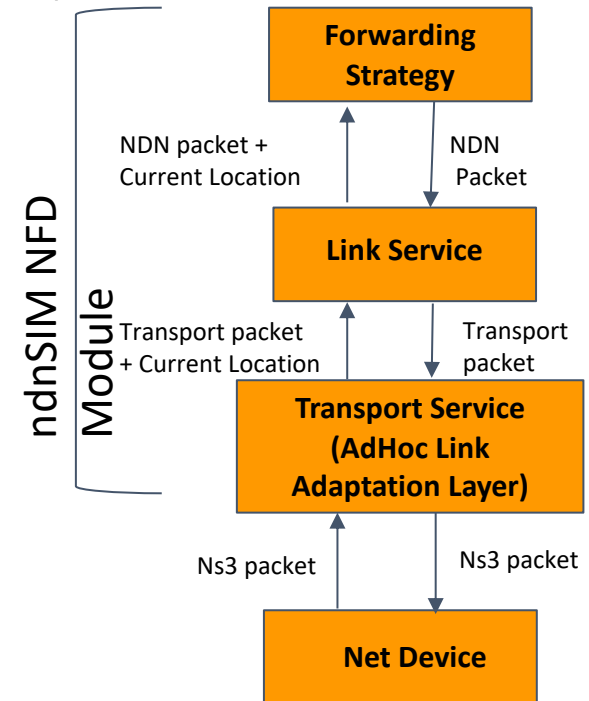 Forwarding
Strategy
NDN packet +
Current Location
NDN
Packet
ndnSIM NFD
Module
Link Service
Transport packet
+ Current Location
Transport
packet
Transport Service
(AdHoc Link
Adaptation Layer)
Ns3 packet
Ns3 packet
Net Device